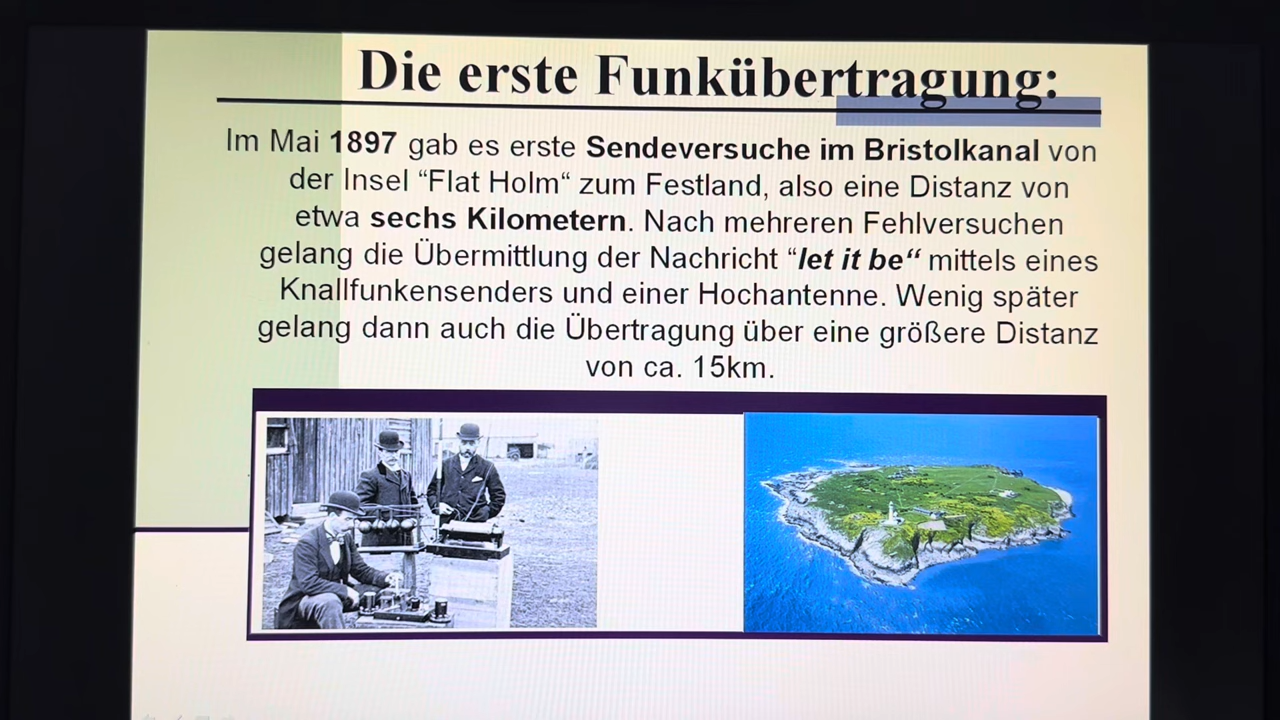 Die erste Funkübertragung:
Im Mai 1897 gab es erste Sendeversuche im Bristolkanal von
der Insel “Flat Holm“ zum Festland, also eine Distanz von
etwa sechs Kilometern. Nach mehreren Fehlversuchen
gelang die Übermittlung der Nachricht “let it be“ mittels eines
Knallfunkensenders und einer Hochantenne. Wenig später
gelang dann auch die Übertragung über eine größere Distanz
von ca. 15km.